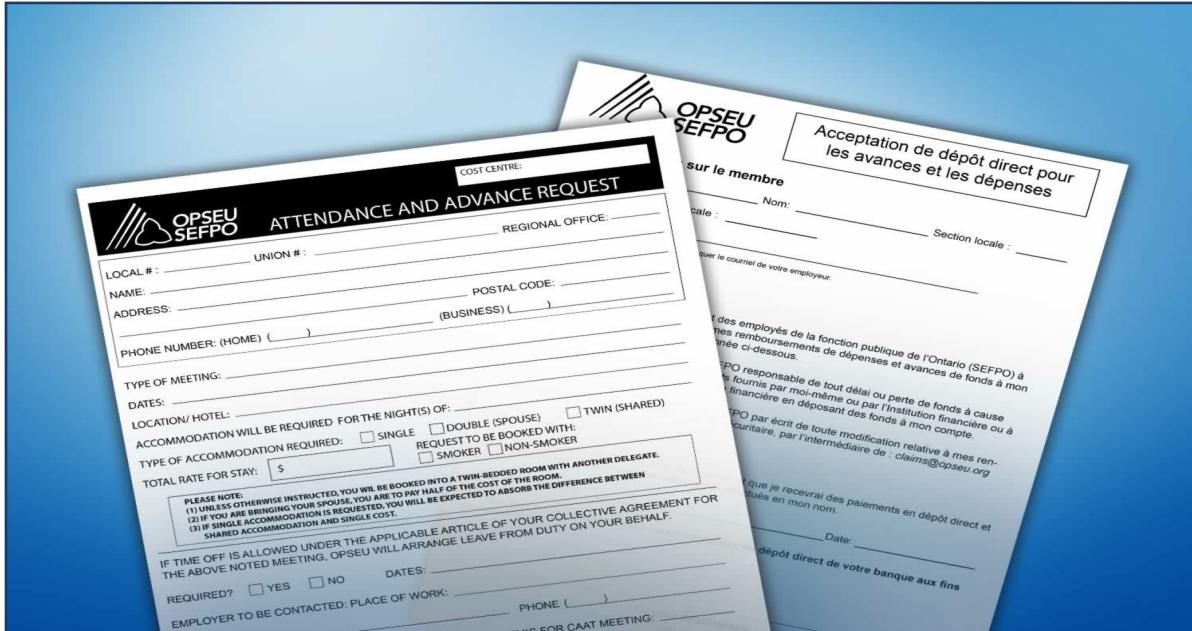 COST CENTRE:
OPSEU
SEFPO
ATTENDANCE AND ADVANCE REQUEST
LOCAL # :
UNION # :
REGIONAL OFFICE:
NAME:
ADDRESS:
POSTAL CODE:
PHONE NUMBER: (HOME) ( )
(BUSINESS) ( )
TYPE OF MEETING:
DATES:
LOCATION/ HOTEL:
ACCOMMODATION WILL BE REQUIRED FOR THE NIGHT(S) OF:
TYPE OF ACCOMMODATION REQUIRED: SINGLE DOUBLE (SPOUSE) TWIN (SHARED)
REQUEST TO BE BOOKED WITH:
SMOKER NON-SMOKER
TOTAL RATE FOR STAY: $
PLEASE NOTE:
(1) UNLESS OTHERWISE INSTRUCTED, YOU WIL BE BOOKED INTO A TWIN-BEDDED ROOM WITH ANOTHER DELEGATE.
(2) IF YOU ARE BRINGING YOUR SPOUSE, YOU ARE TO PAY HALF OF THE COST OF THE ROOM.
(3) IF SINGLE ACCOMMODATION IS REQUESTED, YOU WILL BE EXPECTED TO ABSORB THE DIFFERENCE BETWEEN
SHARED ACCOMMODATION AND SINGLE COST.
IF TIME OFF IS ALLOWED UNDER THE APPLICABLE ARTICLE OF YOUR COLLECTIVE AGREEMENT FOR
THE ABOVE NOTED MEETING, OPSEU WILL ARRANGE LEAVE FROM DUTY ON YOUR BEHALF.
REQUIRED? YES NO DATES:
EMPLOYER TO BE CONTACTED: PLACE OF WORK:
PHONE ( )
FOR CAAT MEETING:
OPSEU
SEFPO
Acceptation de dépôt direct pour
les avances et les dépenses
sur le membre
Nom:
Section locale :
cale :
quer le courriel de votre employeur.
t des employés de la fonction publique de l'Ontario (SEFPO) à
mes remboursements de dépenses et avances de fonds à mon
nnée ci-dessous.
FPO responsable de tout délai ou perte de fonds à cause
ts fournis par moi-même ou par l'Institution financière ou à
financière en déposant des fonds à mon compte.
FPO par écrit de toute modification relative à mes ren-
curitaire, par l'intermédiaire de : claims@opseu.org
que je recevrai des paiements en dépôt direct et
tués en mon nom.
Date:
dépôt direct de votre banque aux fins